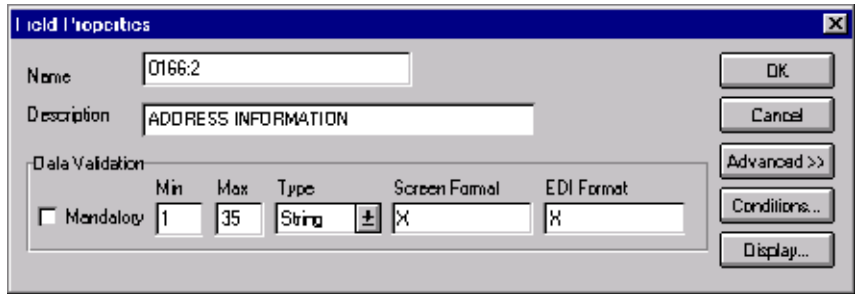 Field Properties
Name 0166:2
Description ADDRESS INFORMATION
Data Validation
Min Max Type Screen Format EDI Format
Mandatory 1 35 String X X
OK
Cancel
Advanced >>
Conditions...
Display...